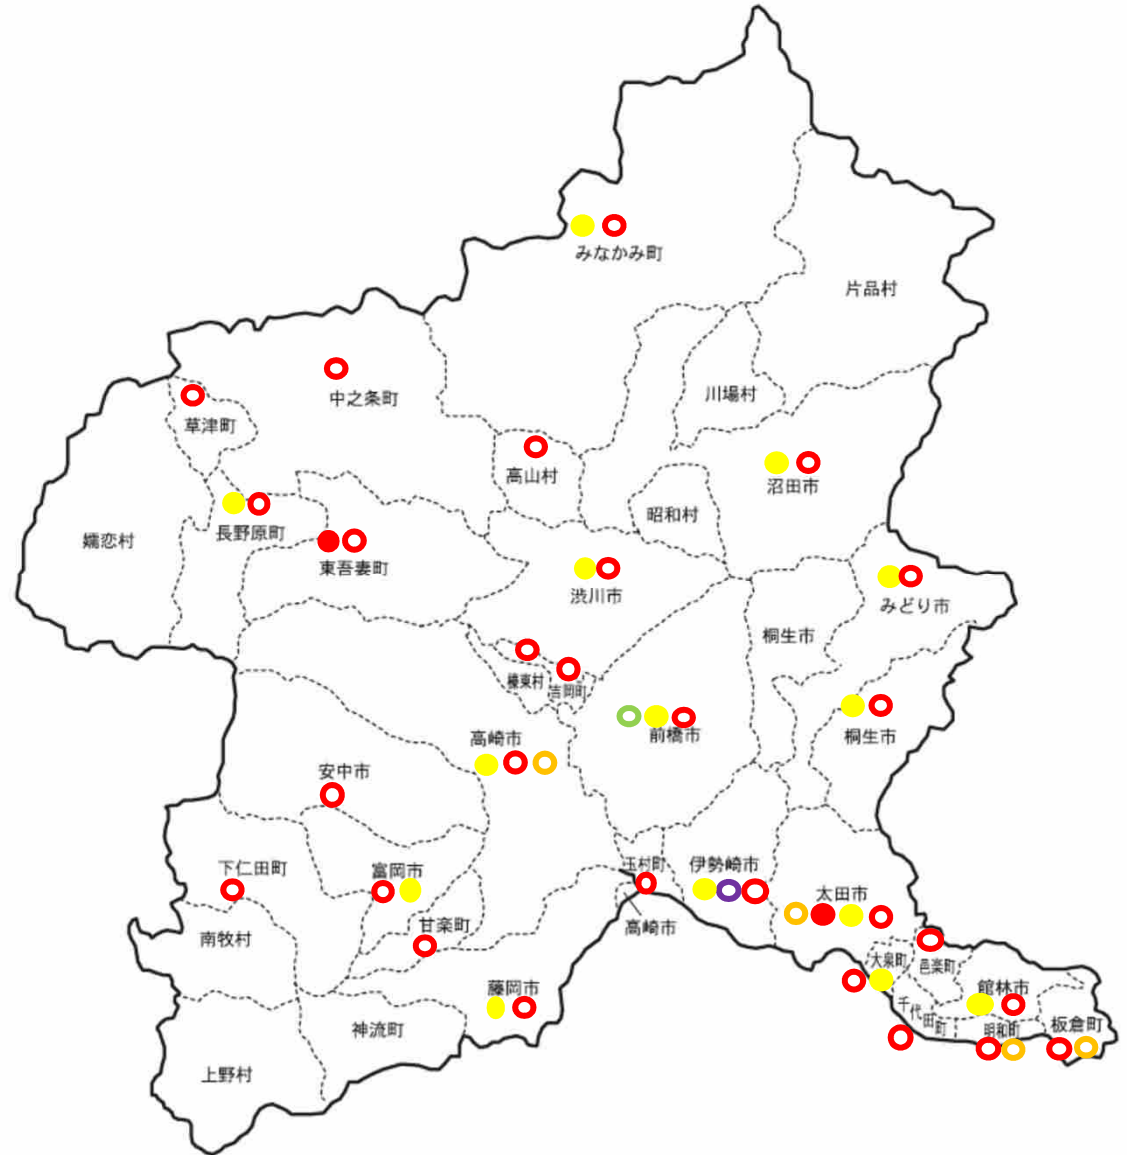 みなかみ町
片品村
中之条町
川場村
草津町
高山村
沼田市
昭和村
長野原町
嬬恋村
東吾妻町
渋川市
みどり市
桐生市
榛東村
吉岡町
桐生市
前橋市
高崎市
安中市
下仁田町
富岡市
玉村町
伊勢崎市
太田市
甘楽町
高崎市
南牧村
大泉町
邑楽町
藤岡市
館林市
千代田町
明和町
板倉町
神流町
上野村